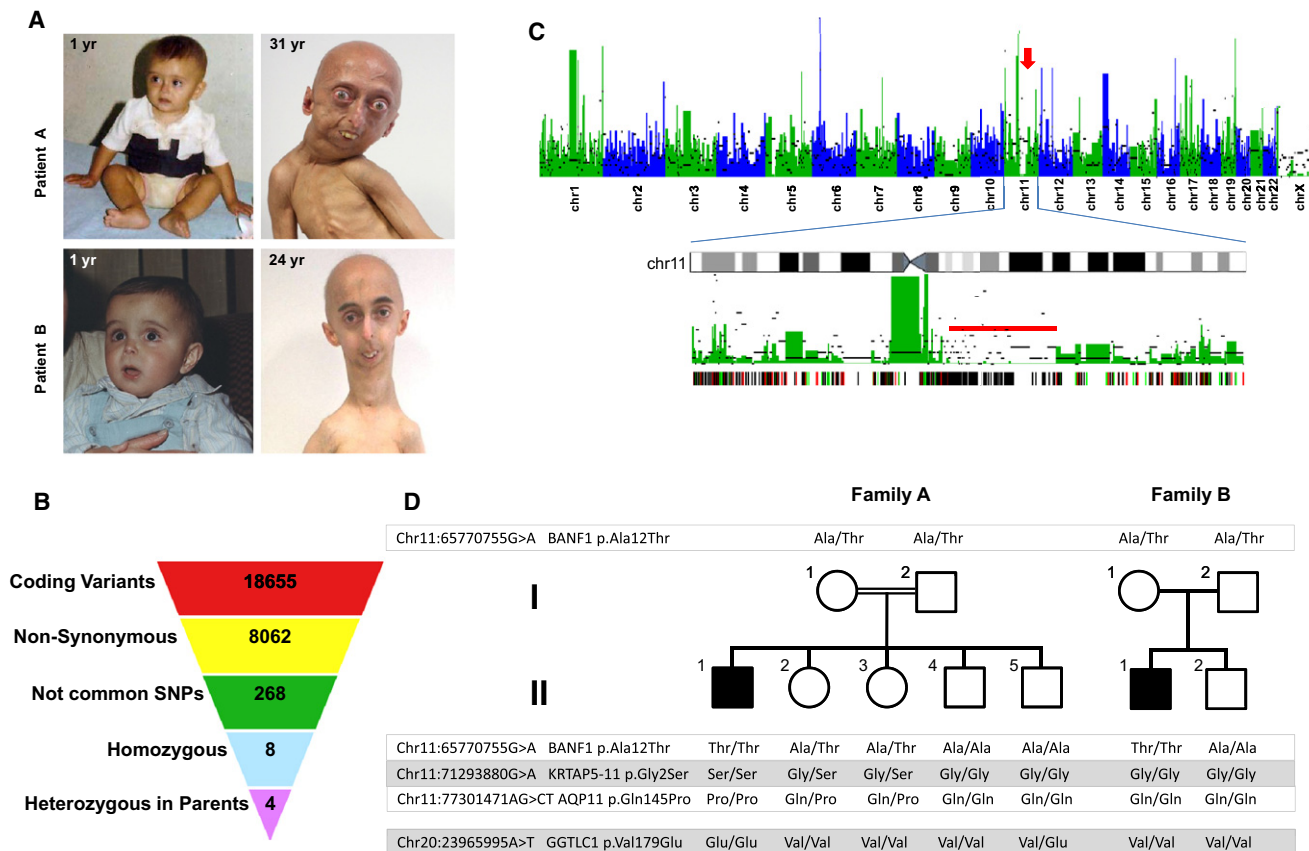 A
1 yr
31 yr
Patient A
1 yr
24 yr
Patient B
C
chr1
chr2
chr3
chr4
chr5
chr6
chr7
chr8
chr9
chr10
chr11
chr12
chr13
chr14
chr15
chr16
chr17
chr18
chr19
chr20
chr21
chr22
chrX
chr11
B
Coding Variants 18655
Non-Synonymous 8062
Not common SNPs 268
Homozygous 8
Heterozygous in Parents 4
D
Family A Family B
Chr11:65770755G>A BANF1 p.Ala12Thr Ala/Thr Ala/Thr Ala/Thr Ala/Thr
I 1 2 1 2
II 1 2 3 4 5 1 2
Chr11:65770755G>A BANF1 p.Ala12Thr Thr/Thr Ala/Thr Ala/Thr Ala/Ala Ala/Ala Thr/Thr Ala/Ala
Chr11:71293880G>A KRTAP5-11 p.Gly2Ser Ser/Ser Gly/Ser Gly/Ser Gly/Gly Gly/Gly Gly/Gly Gly/Gly
Chr11:77301471AG>CT AQP11 p.Gln145Pro Pro/Pro Gln/Pro Gln/Pro Gln/Gln Gln/Gln Gln/Gln Gln/Gln
Chr20:23965995A>T GGTLC1 p.Val179Glu Glu/Glu Val/Val Val/Val Val/Val Val/Glu Val/Val Val/Val